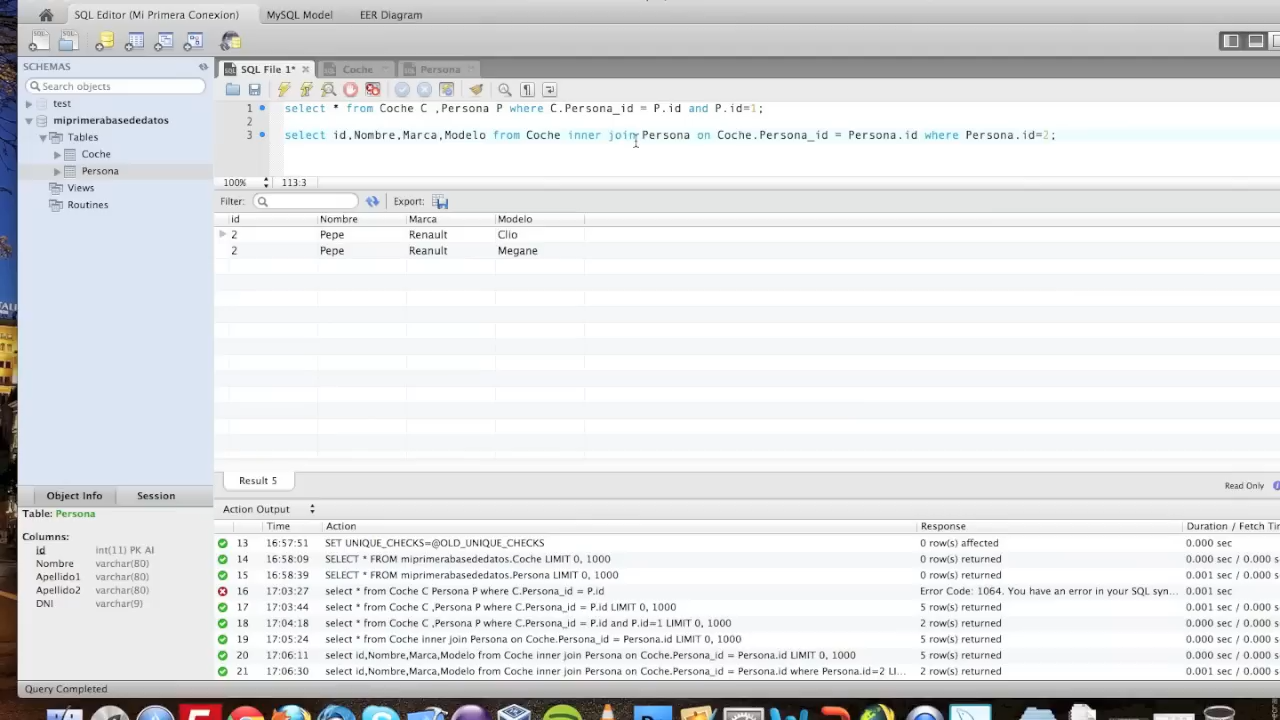 SQL Editor (Mi Primera Conexion) MySQL Model EER Diagram
SCHEMAS
SQL File 1* Coche Persona
Search objects
test
miprimerabasededatos
Tables
Coche
Persona
Views
Routines
1 select * from Coche C ,Persona P where C.Persona_id = P.id and P.id=1;
2
3 select id,Nombre,Marca,Modelo from Coche inner join Persona on Coche.Persona_id = Persona.id where Persona.id=2;
100% 113:3
Filter: Export:
id Nombre Marca Modelo
2 Pepe Renault Clio
2 Pepe Reanult Megane
Result 5
Read Only
Object Info Session
Table: Persona
Columns:
id int(11) PK AI
Nombre varchar(80)
Apellido1 varchar(80)
Apellido2 varchar(80)
DNI varchar(9)
Action Output
Time Action Response Duration / Fetch Tim
13 16:57:51 SET UNIQUE_CHECKS=@OLD_UNIQUE_CHECKS 0 row(s) affected 0.000 sec
14 16:58:09 SELECT * FROM miprimerabasededatos.Coche LIMIT 0, 1000 0 row(s) returned 0.000 sec / 0.000 s
15 16:58:39 SELECT * FROM miprimerabasededatos.Persona LIMIT 0, 1000 0 row(s) returned 0.000 sec / 0.000 s
16 17:03:27 select * from Coche C Persona P where C.Persona_id = P.id Error Code: 1064. You have an error in your SQL syn... 0.001 sec
17 17:03:44 select * from Coche C ,Persona P where C.Persona_id = P.id LIMIT 0, 1000 5 row(s) returned 0.000 sec / 0.000 s
18 17:04:18 select * from Coche C ,Persona P where C.Persona_id = P.id and P.id=1 LIMIT 0, 1000 2 row(s) returned 0.000 sec / 0.000 s
19 17:05:24 select * from Coche inner join Persona on Coche.Persona_id = Persona.id LIMIT 0, 1000 5 row(s) returned 0.000 sec / 0.000 s
20 17:06:11 select id,Nombre,Marca,Modelo from Coche inner join Persona on Coche.Persona_id = Persona.id LIMIT 0, 1000 5 row(s) returned 0.000 sec / 0.000 s
21 17:06:30 select id,Nombre,Marca,Modelo from Coche inner join Persona on Coche.Persona_id = Persona.id where Persona.id=2 LI... 2 row(s) returned 0.001 sec / 0.000 s
Query Completed